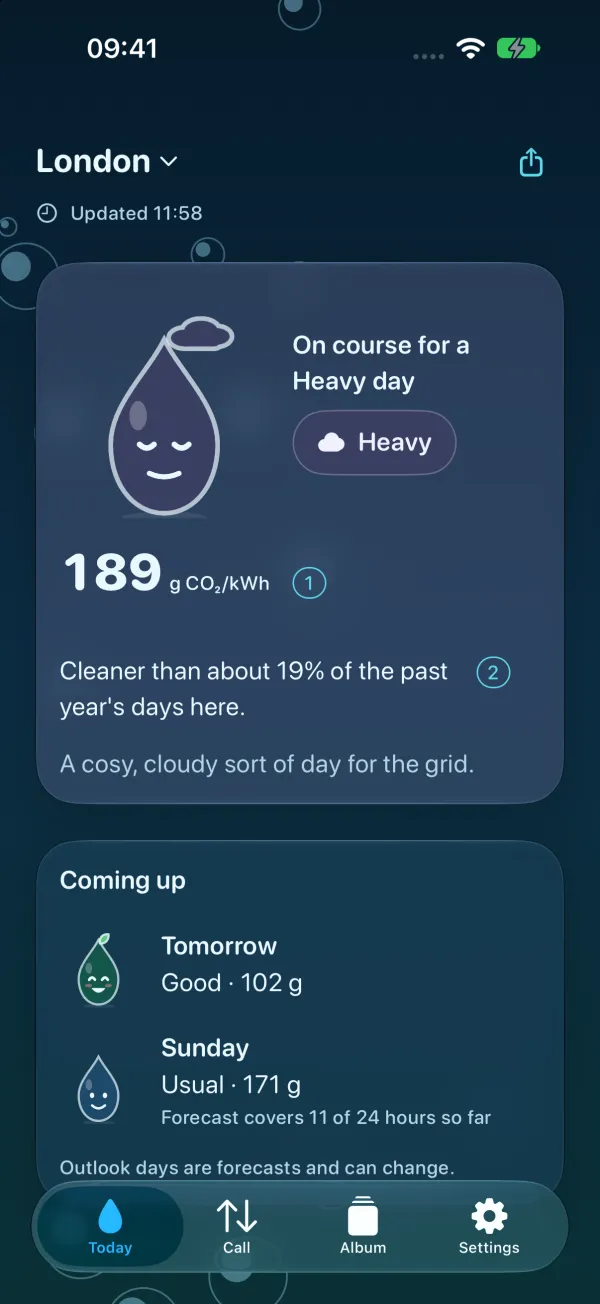 09:41
London
Updated 11:58
On course for a
Heavy day
Heavy
189 g CO₂/kWh 1
Cleaner than about 19% of the past 2
year's days here.
A cosy, cloudy sort of day for the grid.
Coming up
Tomorrow
Good · 102 g
Sunday
Usual · 171 g
Forecast covers 11 of 24 hours so far
Outlook days are forecasts and can change.
Today Call Album Settings